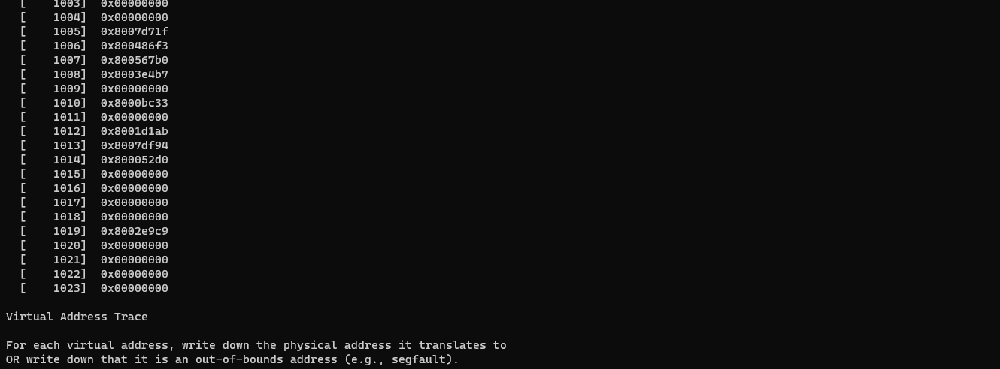 [    1003]  0x00000000
[    1004]  0x00000000
[    1005]  0x8007d71f
[    1006]  0x800486f3
[    1007]  0x800567b0
[    1008]  0x8003e4b7
[    1009]  0x00000000
[    1010]  0x8000bc33
[    1011]  0x00000000
[    1012]  0x8001d1ab
[    1013]  0x8007df94
[    1014]  0x800052d0
[    1015]  0x00000000
[    1016]  0x00000000
[    1017]  0x00000000
[    1018]  0x00000000
[    1019]  0x8002e9c9
[    1020]  0x00000000
[    1021]  0x00000000
[    1022]  0x00000000
[    1023]  0x00000000
Virtual Address Trace
For each virtual address, write down the physical address it translates to
OR write down that it is an out-of-bounds address (e.g., segfault).